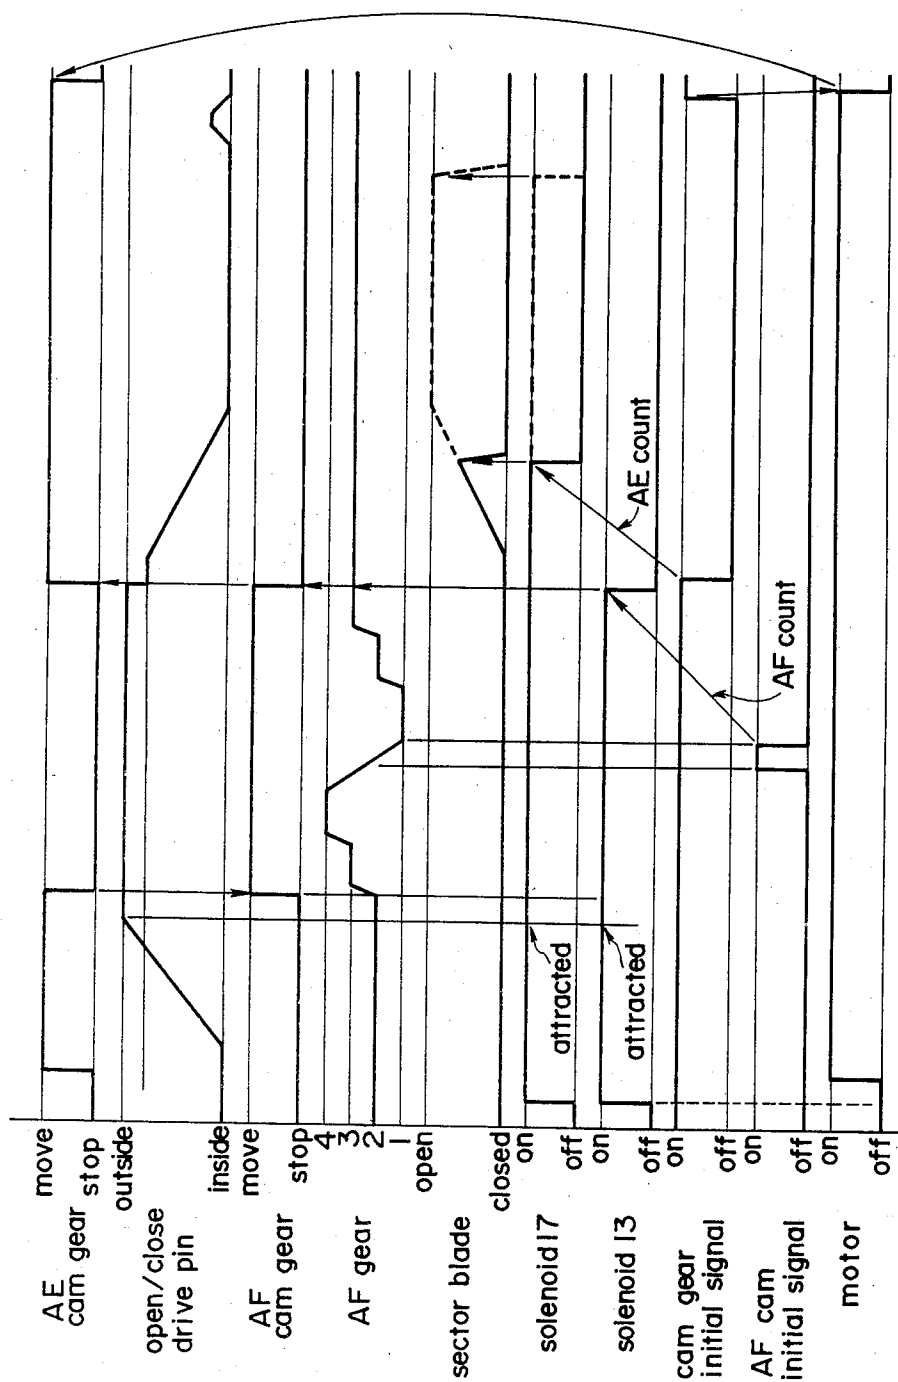 AE
cam gear
move
stop
open/close
drive pin
outside
inside
AF
cam gear
move
stop
AF gear
4
3
2
1
sector blade
open
closed
solenoid 17
on
off
attracted
solenoid 13
on
off
attracted
cam gear
initial signal
on
off
AE count
AF cam
initial signal
on
off
AF count
motor
on
off